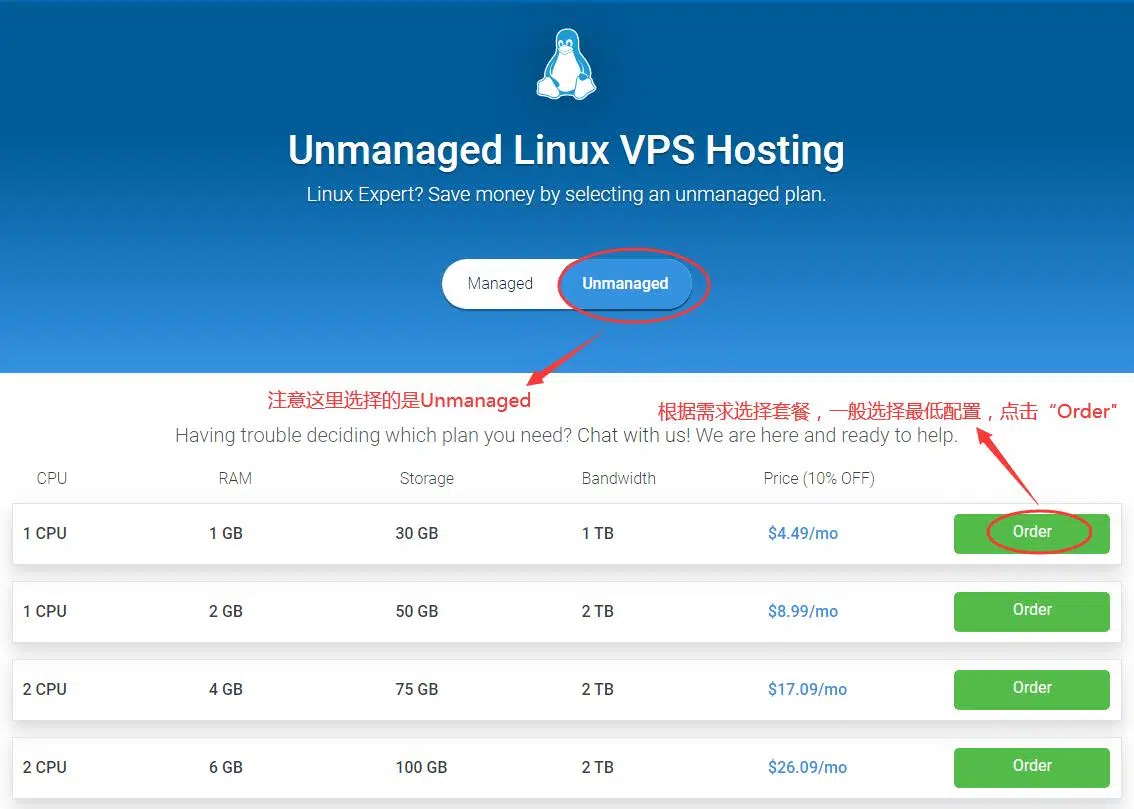 Unmanaged Linux VPS Hosting
Linux Expert? Save money by selecting an unmanaged plan.
Managed Unmanaged
注意这里选择的是Unmanaged
根据需求选择套餐，一般选择最低配置，点击“Order"
Having trouble deciding which plan you need? Chat with us! We are here and ready to help.
CPU RAM Storage Bandwidth Price (10% OFF)
1 CPU 1 GB 30 GB 1 TB $4.49/mo Order
1 CPU 2 GB 50 GB 2 TB $8.99/mo Order
2 CPU 4 GB 75 GB 2 TB $17.09/mo Order
2 CPU 6 GB 100 GB 2 TB $26.09/mo Order